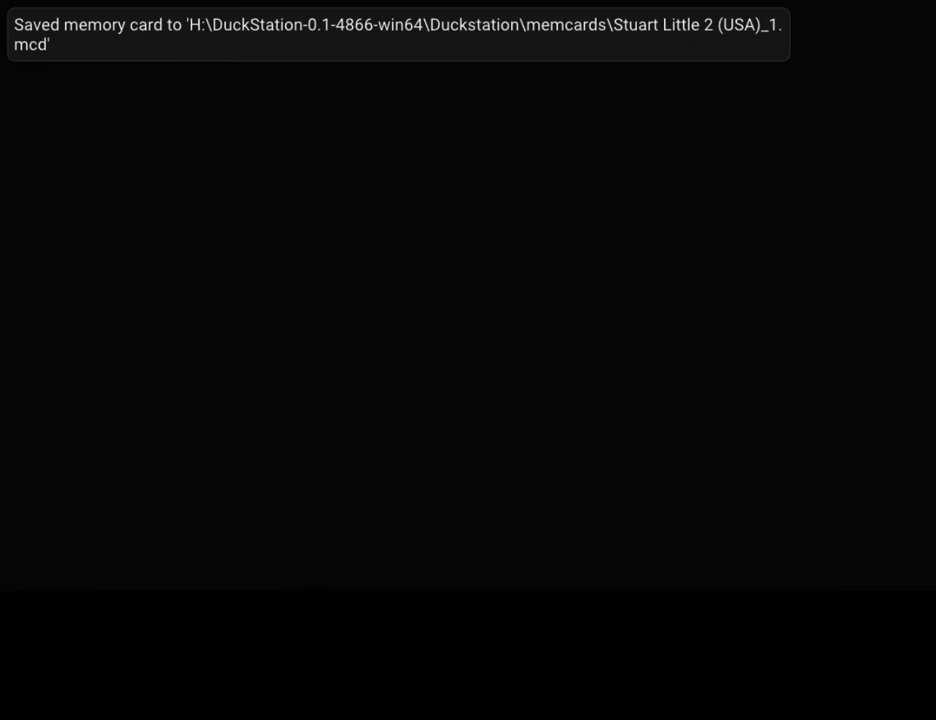 Saved memory card to 'H:\DuckStation-0.1-4866-win64\Duckstation\memcards\Stuart Little 2 (USA)_1.
mcd'